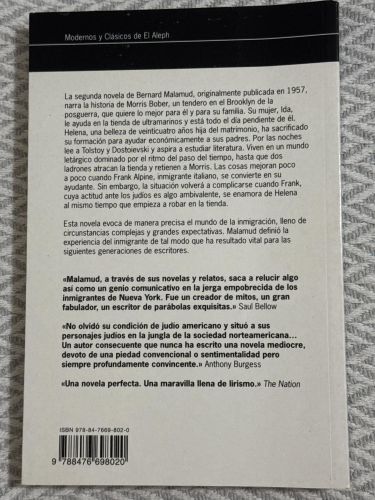 Modernos y Clásicos de El Aleph
La segunda novela de Bernard Malamud, originalmente publicada en 1957,
narra la historia de Morris Bober, un tendero en el Brooklyn de la
posguerra, que quiere lo mejor para él y para su familia. Su mujer, Ida,
le ayuda en la tienda de ultramarinos y está todo el día pendiente de él.
Helena, una belleza de veinticuatro años hija del matrimonio, ha sacrificado
su formación para ayudar económicamente a sus padres. Por las noches
lee a Tolstoy y Dostoievski y aspira a estudiar literatura. Viven en un mundo
letárgico dominado por el ritmo del paso del tiempo, hasta que dos
ladrones atracan la tienda y retienen a Morris. Las cosas mejoran poco
a poco cuando Frank Alpine, inmigrante italiano, se convierte en su
ayudante. Sin embargo, la situación volverá a complicarse cuando Frank,
cuya actitud ante los judíos es algo ambivalente, se enamora de Helena
al mismo tiempo que empieza a robar en la tienda.
Esta novela evoca de manera precisa el mundo de la inmigración, lleno de
circunstancias complejas y grandes expectativas. Malamud definió la
experiencia del inmigrante de tal modo que ha resultado vital para las
siguientes generaciones de escritores.
«Malamud, a través de sus novelas y relatos, saca a relucir algo
así como un genio comunicativo en la jerga empobrecida de los
inmigrantes de Nueva York. Fue un creador de mitos, un gran
fabulador, un escritor de parábolas exquisitas.» Saul Bellow
«No olvidó su condición de judío americano y situó a sus
personajes judíos en la jungla de la sociedad norteamericana...
Un autor consecuente que nunca ha escrito una novela mediocre,
devoto de una piedad convencional o sentimentalidad pero
siempre profundamente convincente.» Anthony Burgess
«Una novela perfecta. Una maravilla llena de lirismo.» The Nation
ISBN 978-84-7669-802-0
9 788476 698020